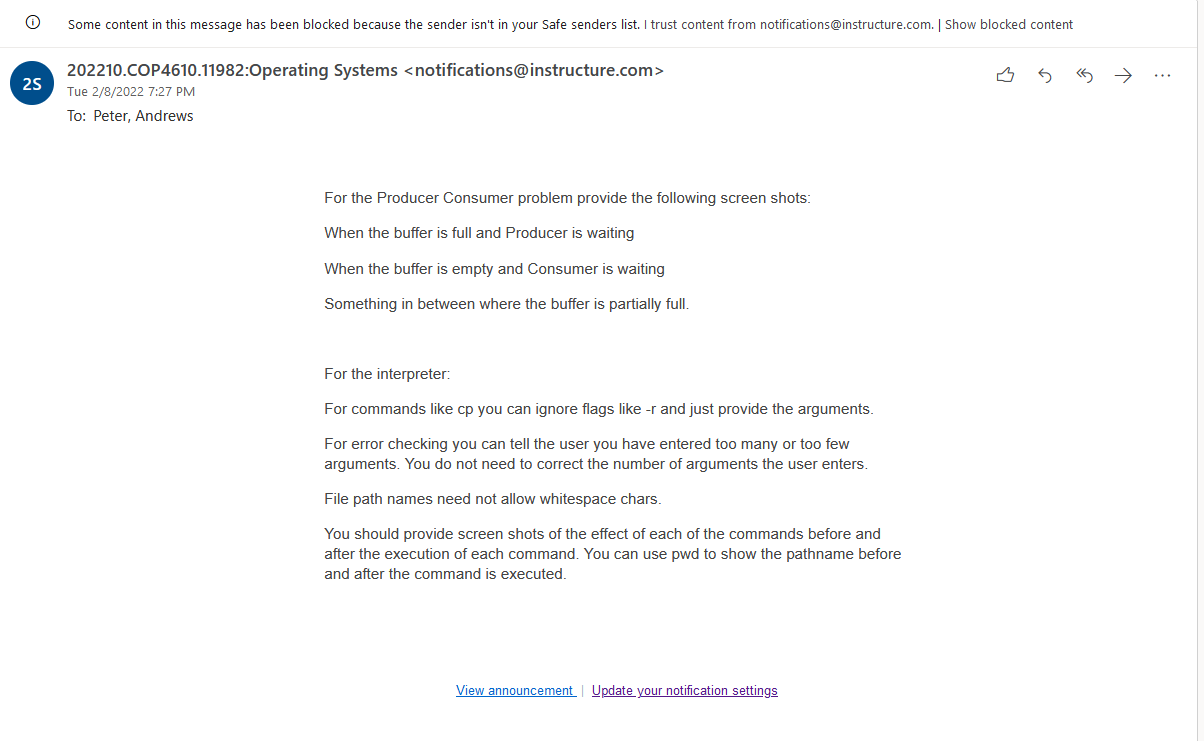 Some content in this message has been blocked because the sender isn't in your Safe senders list. I trust content from notifications@instructure.com. | Show blocked content
2S
202210.COP4610.11982:Operating Systems <notifications@instructure.com>
Tue 2/8/2022 7:27 PM
To: Peter, Andrews
For the Producer Consumer problem provide the following screen shots:
When the buffer is full and Producer is waiting
When the buffer is empty and Consumer is waiting
Something in between where the buffer is partially full.
For the interpreter:
For commands like cp you can ignore flags like -r and just provide the arguments.
For error checking you can tell the user you have entered too many or too few
arguments. You do not need to correct the number of arguments the user enters.
File path names need not allow whitespace chars.
You should provide screen shots of the effect of each of the commands before and
after the execution of each command. You can use pwd to show the pathname before
and after the command is executed.
View announcement | Update your notification settings